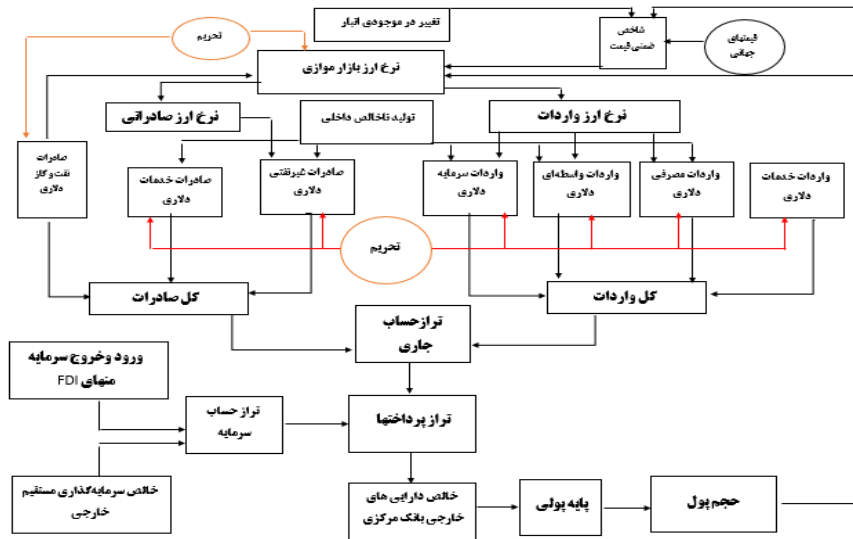 تغییر در موجودی انبار
شاخص
ضمنی قیمت
قیمتهای
جهانی
تحریم
نرخ ارز بازار موازی
نرخ ارز صادراتی
تولید ناخالص داخلی
نرخ ارز واردات
صادرات
نفت و گاز
دلاری
صادرات خدمات
دلاری
صادرات غیرنفتی
دلاری
واردات سرمایه
دلاری
واردات واسطه‌ای
دلاری
واردات مصرفی
دلاری
واردات خدمات
دلاری
تحریم
کل صادرات
کل واردات
تراز حساب
جاری
ورود و خروج سرمایه
منهای FDI
تراز حساب
سرمایه
تراز پرداختها
خالص سرمایه‌گذاری مستقیم
خارجی
خالص دارایی های
خارجی بانک مرکزی
پایه پولی
حجم پول